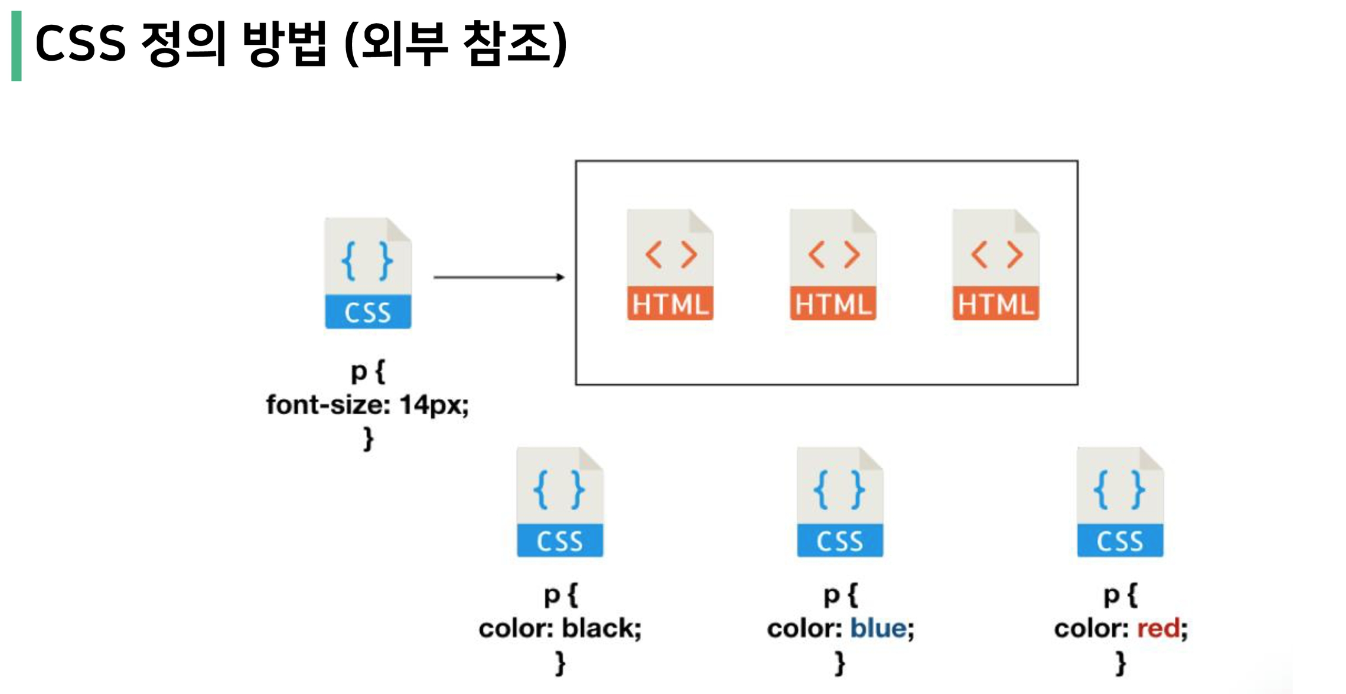 CSS 정의 방법 (외부 참조)
HTML
HTML
HTML
{ }
CSS
p {
font-size: 14px;
}
{ }
CSS
p {
color: black;
}
{ }
CSS
p {
color: blue;
}
{ }
CSS
p {
color: red;
}